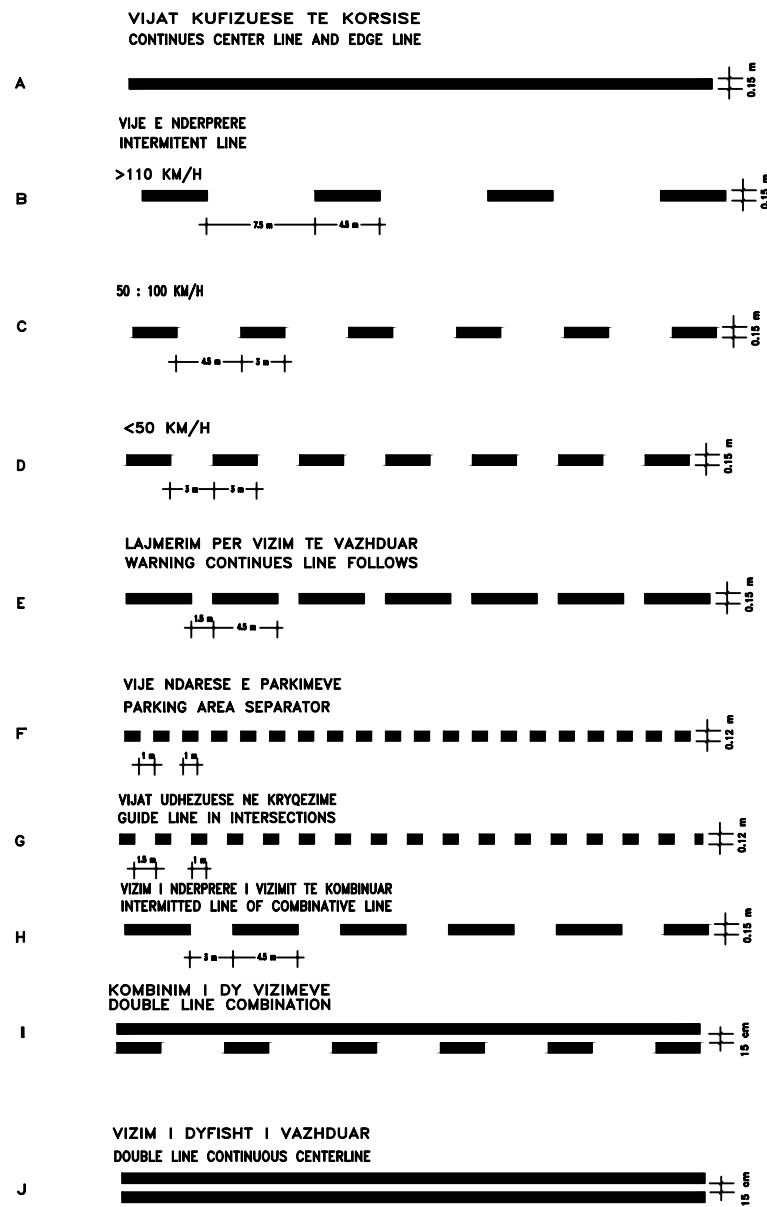 VIJAT KUFIZUESE TE KORSISE
CONTINUES CENTER LINE AND EDGE LINE
A
0.15 m
VIJE E NDERPRERE
INTERMITENT LINE
>110 KM/H
B
0.15 m
7.5 m
4.5 m
50 : 100 KM/H
C
0.15 m
4.5 m
3 m
<50 KM/H
D
0.15 m
3 m
3 m
LAJMERIM PER VIZIM TE VAZHDUAR
WARNING CONTINUES LINE FOLLOWS
E
0.15 m
1.5 m
4.5 m
VIJE NDARESE E PARKIMEVE
PARKING AREA SEPARATOR
F
0.12 m
1 m
1 m
VIJAT UDHEZUESE NE KRYQEZIME
GUIDE LINE IN INTERSECTIONS
G
0.12 m
1.5 m
1 m
VIZIM I NDERPRERE I VIZIMIT TE KOMBINUAR
INTERMITTED LINE OF COMBINATIVE LINE
H
0.15 m
3 m
4.5 m
KOMBINIM I DY VIZIMEVE
DOUBLE LINE COMBINATION
I
15 cm
VIZIM I DYFISHT I VAZHDUAR
DOUBLE LINE CONTINUOUS CENTERLINE
J
15 cm